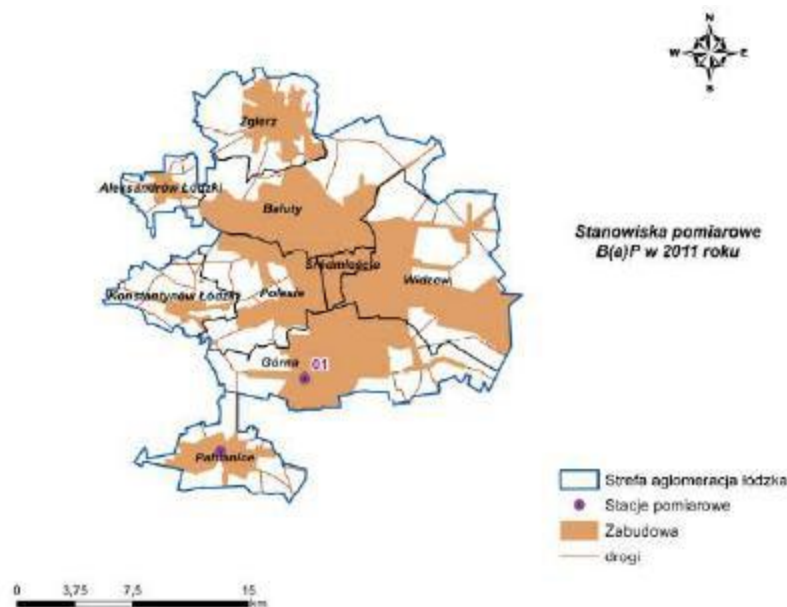 N
W E
S
Zgierz
Aleksandrów Łódzki
Bałuty
Stanowiska pomiarowe
B(a)P w 2011 roku
Śródmieście
Widzew
Konstantynów Łódzki
Polesie
Górna
01
Pabianice
Strefa aglomeracja łódzka
Stacje pomiarowe
Zabudowa
drogi
0 3,75 7,5 15
km